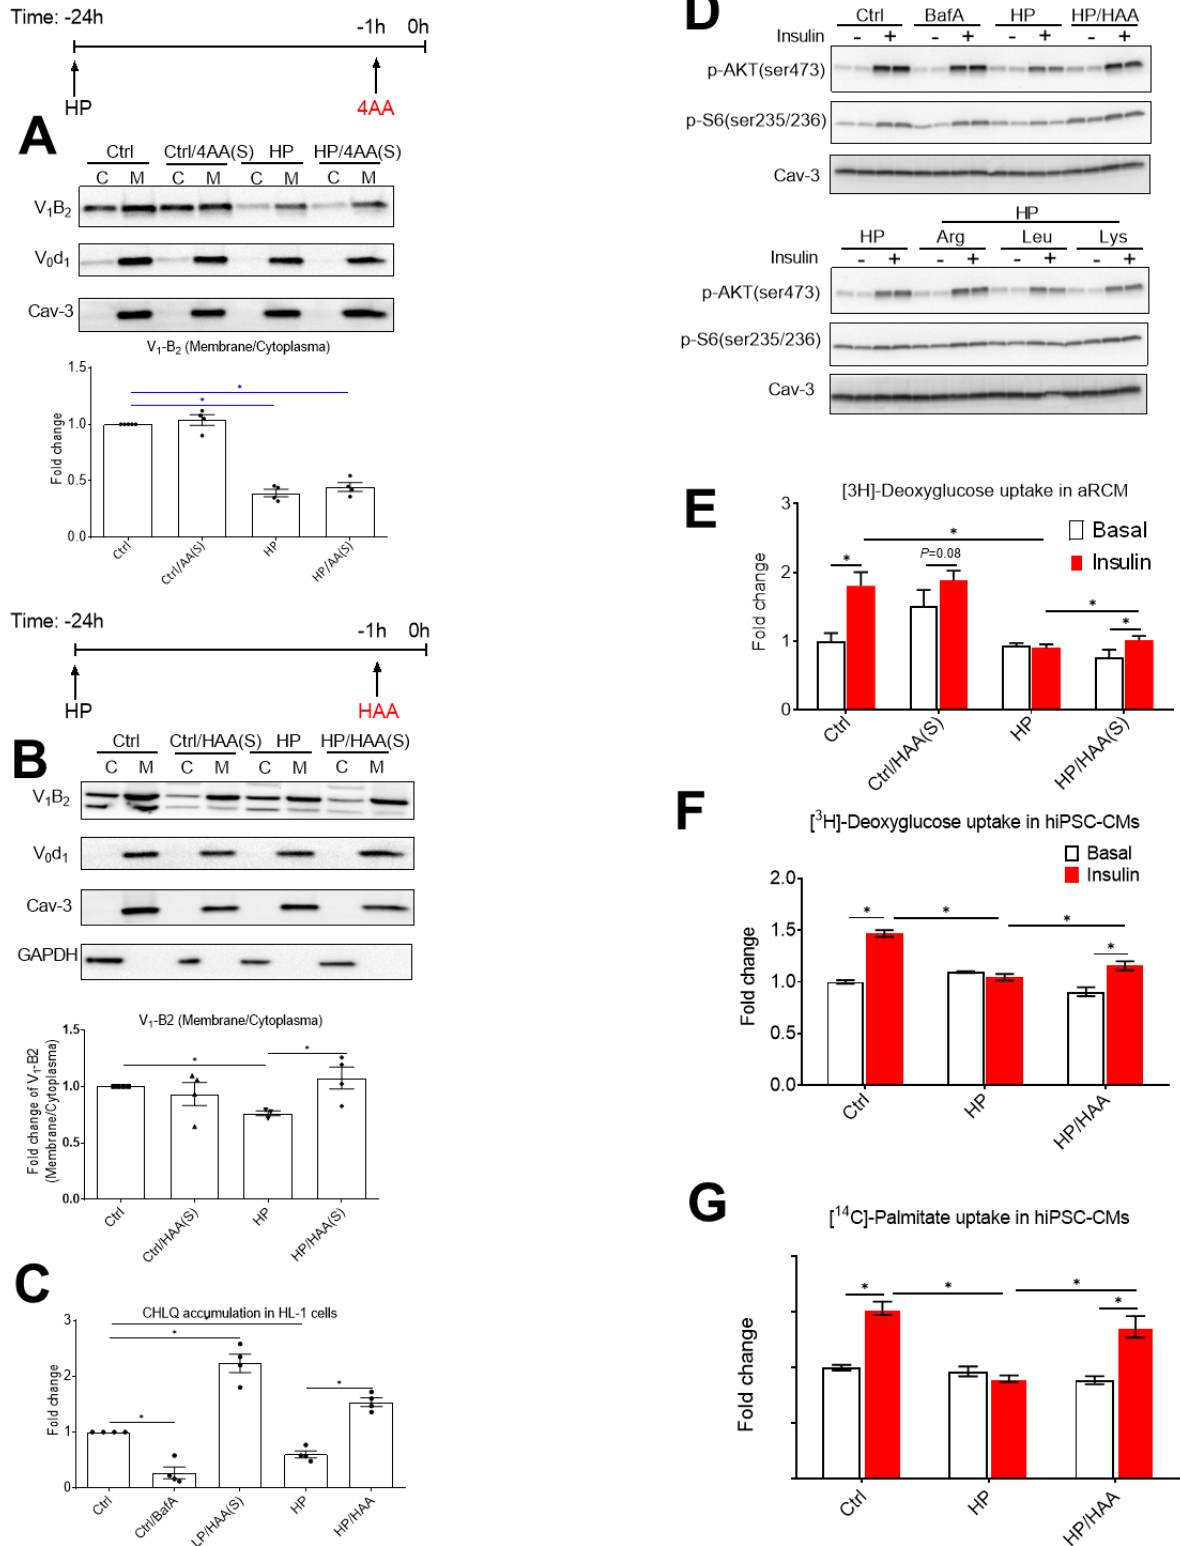 Time: -24h
-1h
0h
HP
4AA
A
Ctrl
Ctrl/4AA(S)
HP
HP/4AA(S)
C M C M C M C M
V1B2
V0d1
Cav-3
V1-B2 (Membrane/Cytoplasma)
Fold change
1.5
1.0
0.5
0.0
*
*
Ctrl
Ctrl/AA(S)
HP
HP/AA(S)
Time: -24h
-1h
0h
HP
HAA
B
Ctrl
Ctrl/HAA(S)
HP
HP/HAA(S)
C M C M C M C M
V1B2
V0d1
Cav-3
GAPDH
V1-B2 (Membrane/Cytoplasma)
Fold change of V1-B2
(Membrane/Cytoplasma)
1.5
1.0
0.5
0.0
*
*
Ctrl
Ctrl/HAA(S)
HP
HP/HAA(S)
C
CHLQ accumulation in HL-1 cells
Fold change
3
2
1
0
*
*
*
*
Ctrl
Ctrl/BafA
LP/HAA(S)
HP
HP/HAA
D
Ctrl
BafA
HP
HP/HAA
Insulin - + - + - + - +
p-AKT(ser473)
p-S6(ser235/236)
Cav-3
HP
HP
Arg
Leu
Lys
Insulin - + - + - + - +
p-AKT(ser473)
p-S6(ser235/236)
Cav-3
E
[3H]-Deoxyglucose uptake in aRCM
Basal
Insulin
Fold change
3
2
1
0
*
*
P=0.08
*
*
Ctrl
Ctrl/HAA(S)
HP
HP/HAA(S)
F
[3H]-Deoxyglucose uptake in hiPSC-CMs
Basal
Insulin
Fold change
2.0
1.5
1.0
0.5
0.0
*
*
*
*
Ctrl
HP
HP/HAA
G
[14C]-Palmitate uptake in hiPSC-CMs
Fold change
*
*
*
*
Ctrl
HP
HP/HAA